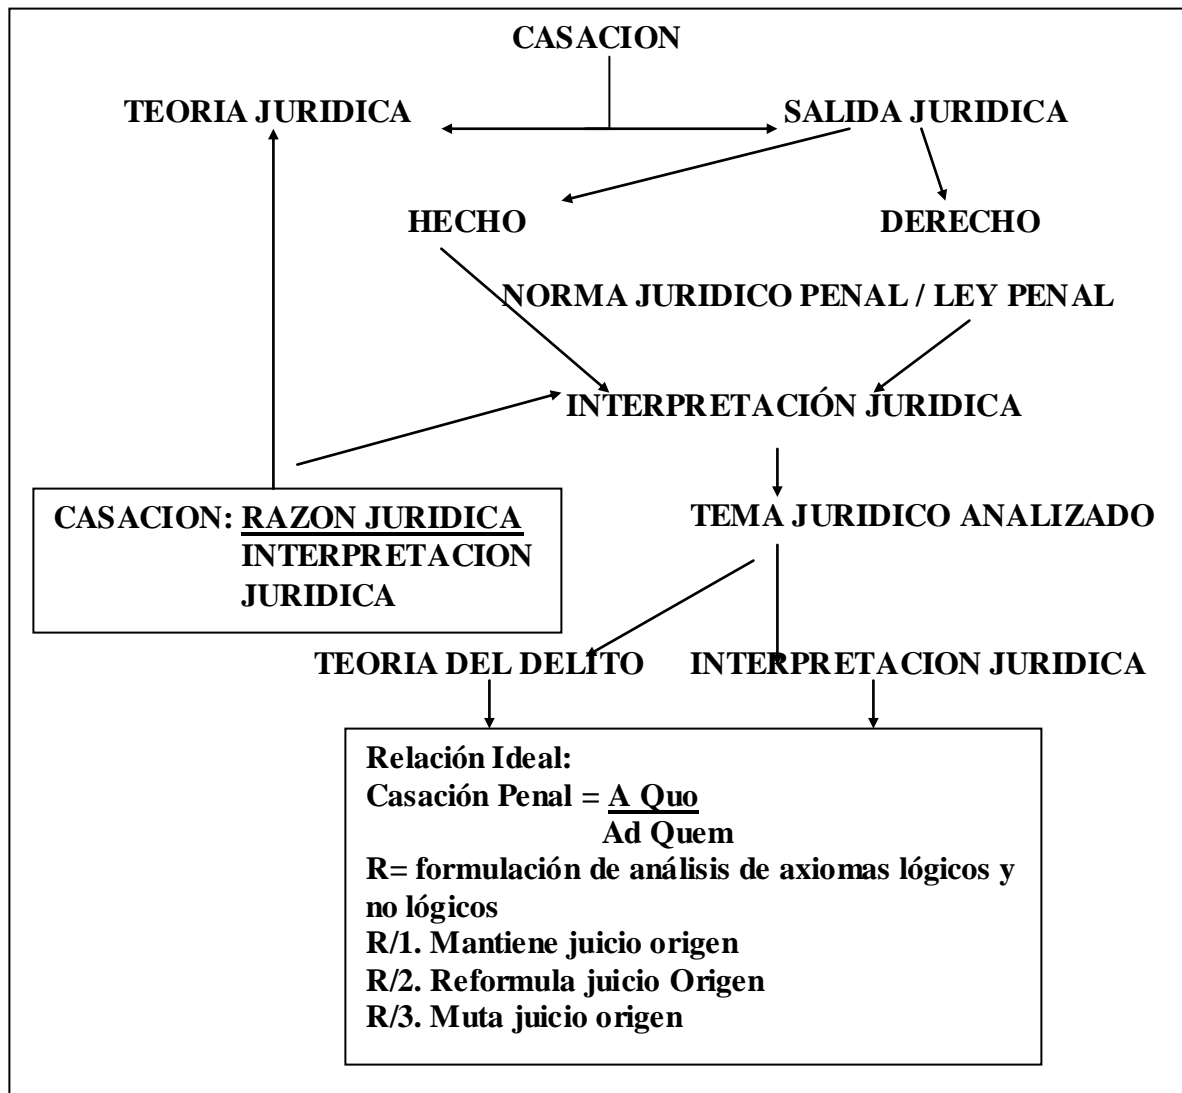 CASACION
TEORIA JURIDICA
SALIDA JURIDICA
HECHO
DERECHO
NORMA JURIDICO PENAL / LEY PENAL
INTERPRETACIÓN JURIDICA
CASACION: RAZON JURIDICA
INTERPRETACION
JURIDICA
TEMA JURIDICO ANALIZADO
TEORIA DEL DELITO
INTERPRETACION JURIDICA
Relación Ideal:
Casación Penal = A Quo
Ad Quem
R= formulación de análisis de axiomas lógicos y
no lógicos
R/1. Mantiene juicio origen
R/2. Reformula juicio Origen
R/3. Muta juicio origen